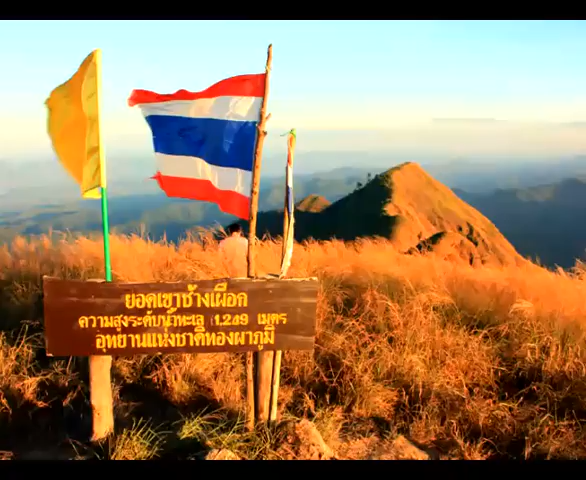 ยอดเขาช้างเผือก
ความสูงระดับน้ำทะเล 1,249 เมตร
อุทยานแห่งชาติทองผาภูมิ